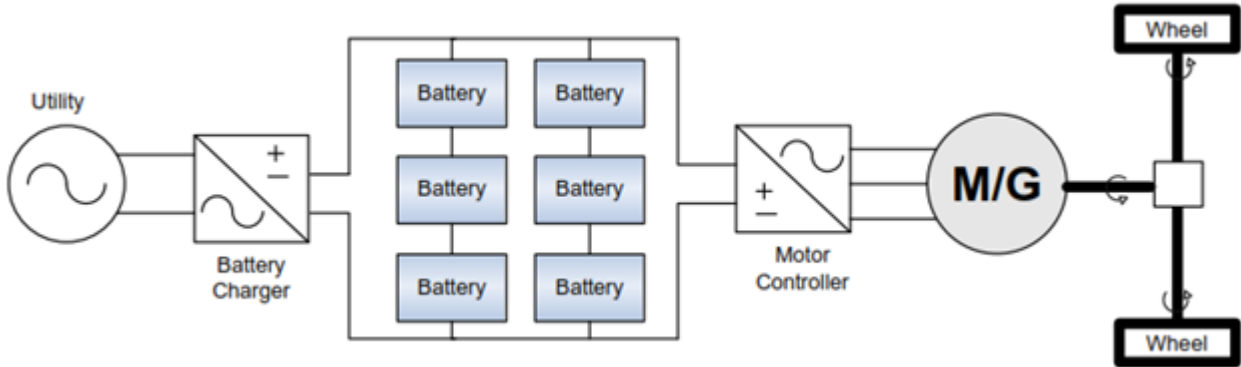 Utility
Battery
Charger
Battery
Battery
Battery
Battery
Battery
Battery
Motor
Controller
M/G
Wheel
Wheel